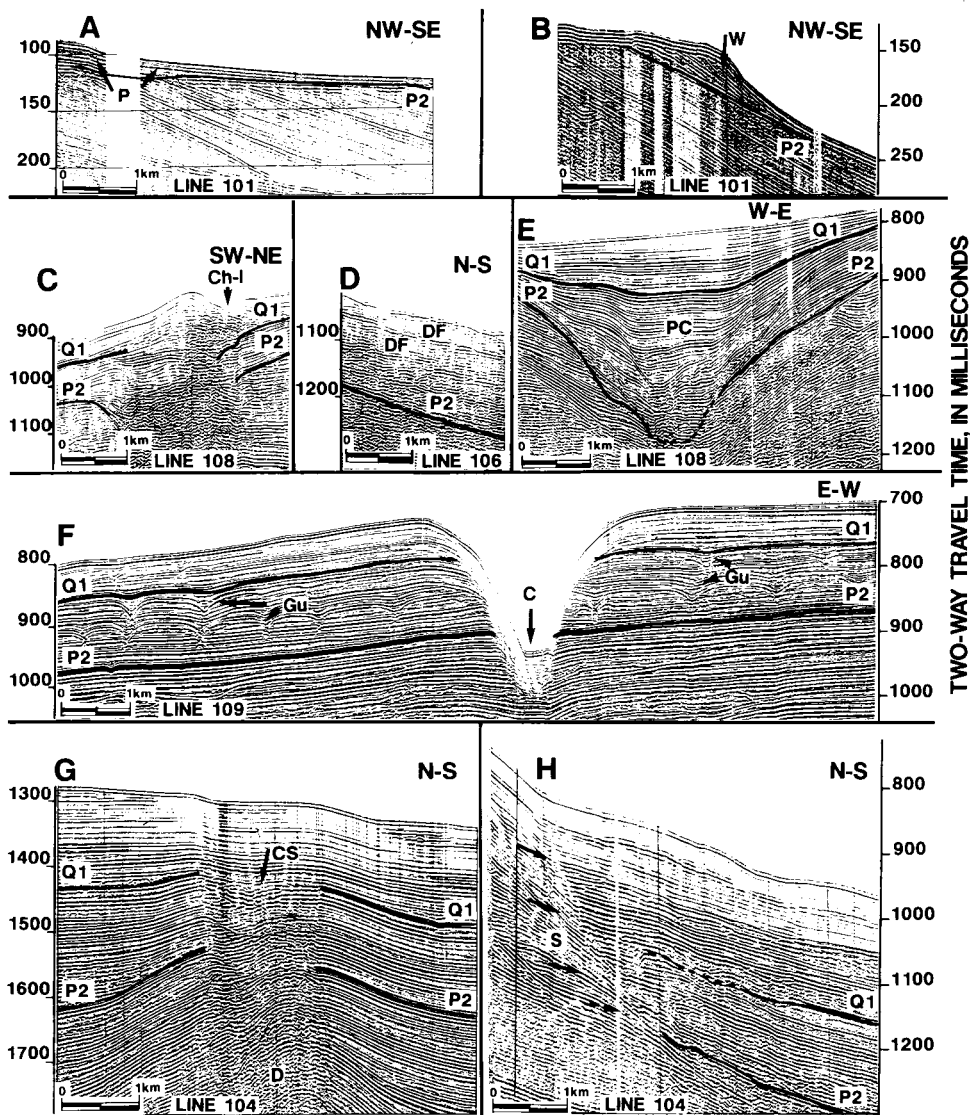 A
NW-SE
100
150
200
P
P2
0 1km
LINE 101
B
NW-SE
W
P2
150
200
250
0 1km
LINE 101
C
SW-NE
Ch-l
Q1
Q1
P2
P2
900
1000
1100
0 1km
LINE 108
D
N-S
1100
1200
DF
DF
P2
0 1km
LINE 106
E
W-E
Q1
Q1
P2
P2
PC
800
900
1000
1100
1200
0 1km
LINE 108
TWO-WAY TRAVEL TIME, IN MILLISECONDS
F
E-W
800
900
1000
Q1
Gu
P2
C
Q1
Gu
P2
700
800
900
1000
0 1km
LINE 109
G
N-S
1300
1400
1500
1600
1700
CS
Q1
Q1
P2
P2
D
0 1km
LINE 104
H
N-S
800
900
1000
1100
1200
S
Q1
P2
0 1km
LINE 104